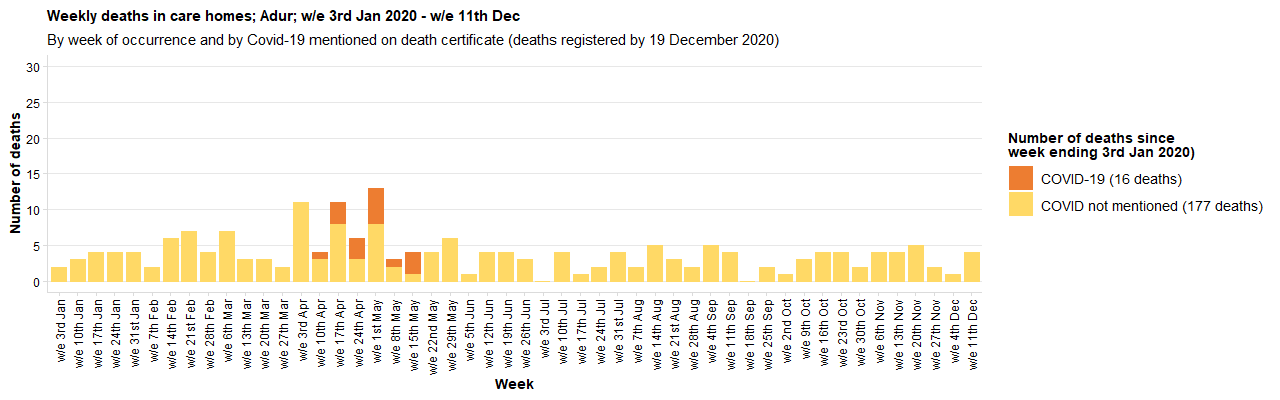 Weekly deaths in care homes; Adur; w/e 3rd Jan 2020 - w/e 11th Dec
By week of occurrence and by Covid-19 mentioned on death certificate (deaths registered by 19 December 2020)
Number of deaths
30
25
20
15
10
5
0
w/e 3rd Jan
w/e 10th Jan
w/e 17th Jan
w/e 24th Jan
w/e 31st Jan
w/e 7th Feb
w/e 14th Feb
w/e 21st Feb
w/e 28th Feb
w/e 6th Mar
w/e 13th Mar
w/e 20th Mar
w/e 27th Mar
w/e 3rd Apr
w/e 10th Apr
w/e 17th Apr
w/e 24th Apr
w/e 1st May
w/e 8th May
w/e 15th May
w/e 22nd May
w/e 29th May
w/e 5th Jun
w/e 12th Jun
w/e 19th Jun
w/e 26th Jun
w/e 3rd Jul
w/e 10th Jul
w/e 17th Jul
w/e 24th Jul
w/e 31st Jul
w/e 7th Aug
w/e 14th Aug
w/e 21st Aug
w/e 28th Aug
w/e 4th Sep
w/e 11th Sep
w/e 18th Sep
w/e 25th Sep
w/e 2nd Oct
w/e 9th Oct
w/e 16th Oct
w/e 23rd Oct
w/e 30th Oct
w/e 6th Nov
w/e 13th Nov
w/e 20th Nov
w/e 27th Nov
w/e 4th Dec
w/e 11th Dec
Week
Number of deaths since
week ending 3rd Jan 2020)
COVID-19 (16 deaths)
COVID not mentioned (177 deaths)